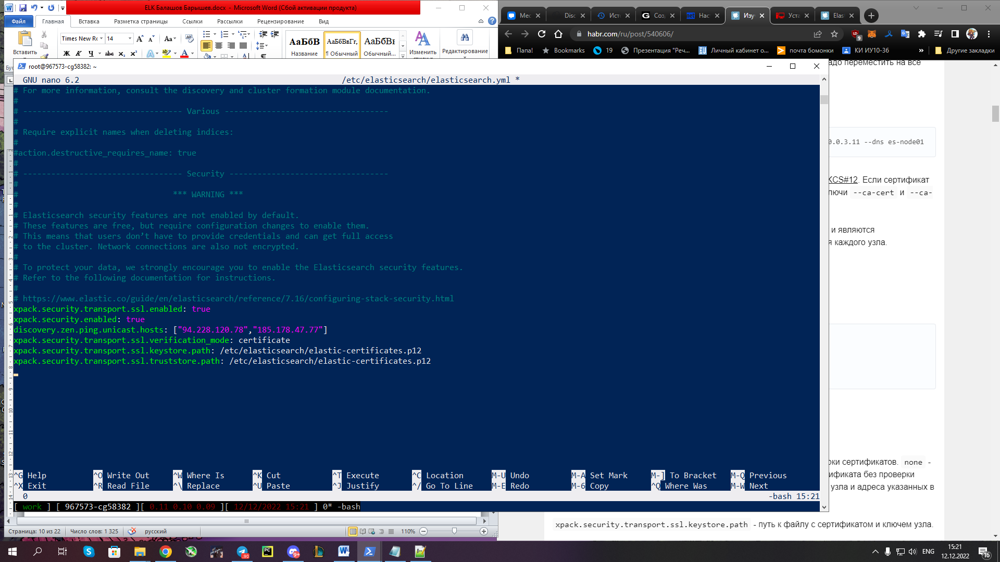 ELK Балашов Барышев.docx - Microsoft Word (Сбой активации продукта)
Файл Главная Вставка Разметка страницы Ссылки Рассылки Рецензирование Вид
Вставить
Times New Ro 14
Ж К Ч abc x₂ x²
АаБбВ АаБбВвГг, АаБбВв
Название ¶ Обычный Обычный...
Изменить Редактирование
Мес Disc Исто Соз Нас Изу Уста Elas
habr.com/ru/post/540606/
Папа! Bookmarks 19 Презентация "Реч... Личный кабинет о... почта бомонки КИ ИУ10-36 » Другие закладки
root@967573-cg58382: ~
GNU nano 6.2 /etc/elasticsearch/elasticsearch.yml *
# For more information, consult the discovery and cluster formation module documentation.
#
# ---------------------------------- Various -----------------------------------
#
# Require explicit names when deleting indices:
#
#action.destructive_requires_name: true
#
# ---------------------------------- Security ----------------------------------
#
# *** WARNING ***
#
# Elasticsearch security features are not enabled by default.
# These features are free, but require configuration changes to enable them.
# This means that users don’t have to provide credentials and can get full access
# to the cluster. Network connections are also not encrypted.
#
# To protect your data, we strongly encourage you to enable the Elasticsearch security features.
# Refer to the following documentation for instructions.
#
# https://www.elastic.co/guide/en/elasticsearch/reference/7.16/configuring-stack-security.html
xpack.security.transport.ssl.enabled: true
xpack.security.enabled: true
discovery.zen.ping.unicast.hosts: ["94.228.120.78","185.178.47.77"]
xpack.security.transport.ssl.verification_mode: certificate
xpack.security.transport.ssl.keystore.path: /etc/elasticsearch/elastic-certificates.p12
xpack.security.transport.ssl.truststore.path: /etc/elasticsearch/elastic-certificates.p12
^G Help ^O Write Out ^W Where Is ^K Cut ^T Execute ^C Location M-U Undo M-A Set Mark M-] To Bracket M-Q Previous
^X Exit ^R Read File ^\ Replace ^U Paste ^J Justify ^/ Go To Line M-E Redo M-6 Copy ^Q Where Was M-W Next
0 -bash 15:21
[ work ] [ 967573-cg58382 ][ 0.11 0.10 0.09 ][ 12/12/2022 15:21 ] 0* -bash
переместить на все
0.0.3.11 --dns es-node01
KCS#12. Если сертификат
--ca-cert и --ca-
и являются
каждого узла.
сертификатов. none -
без проверки
узла и адреса указанных в
xpack.security.transport.ssl.keystore.path - путь к файлу с сертификатом и ключем узла.
Страница: 10 из 22 Число слов: 1 325 русский 110%
90 9+ ENG 15:21
12.12.2022 16